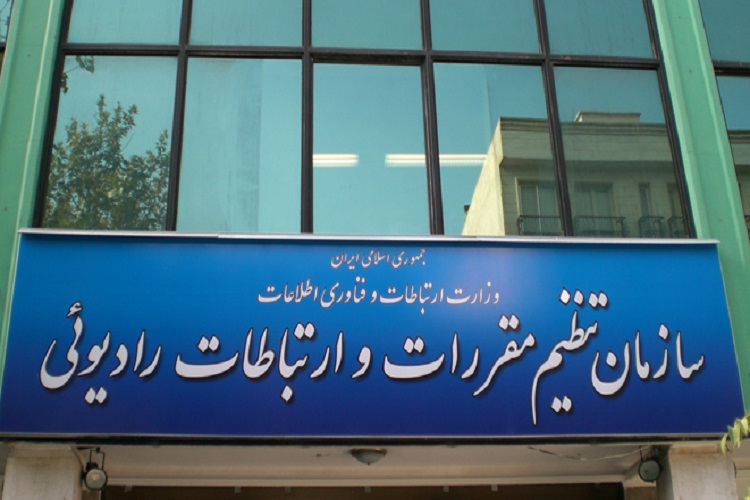 جمهوری اسلامی ایران
وزارت ارتباطات و فناوری اطلاعات
سازمان تنظیم مقررات و ارتباطات رادیوئی